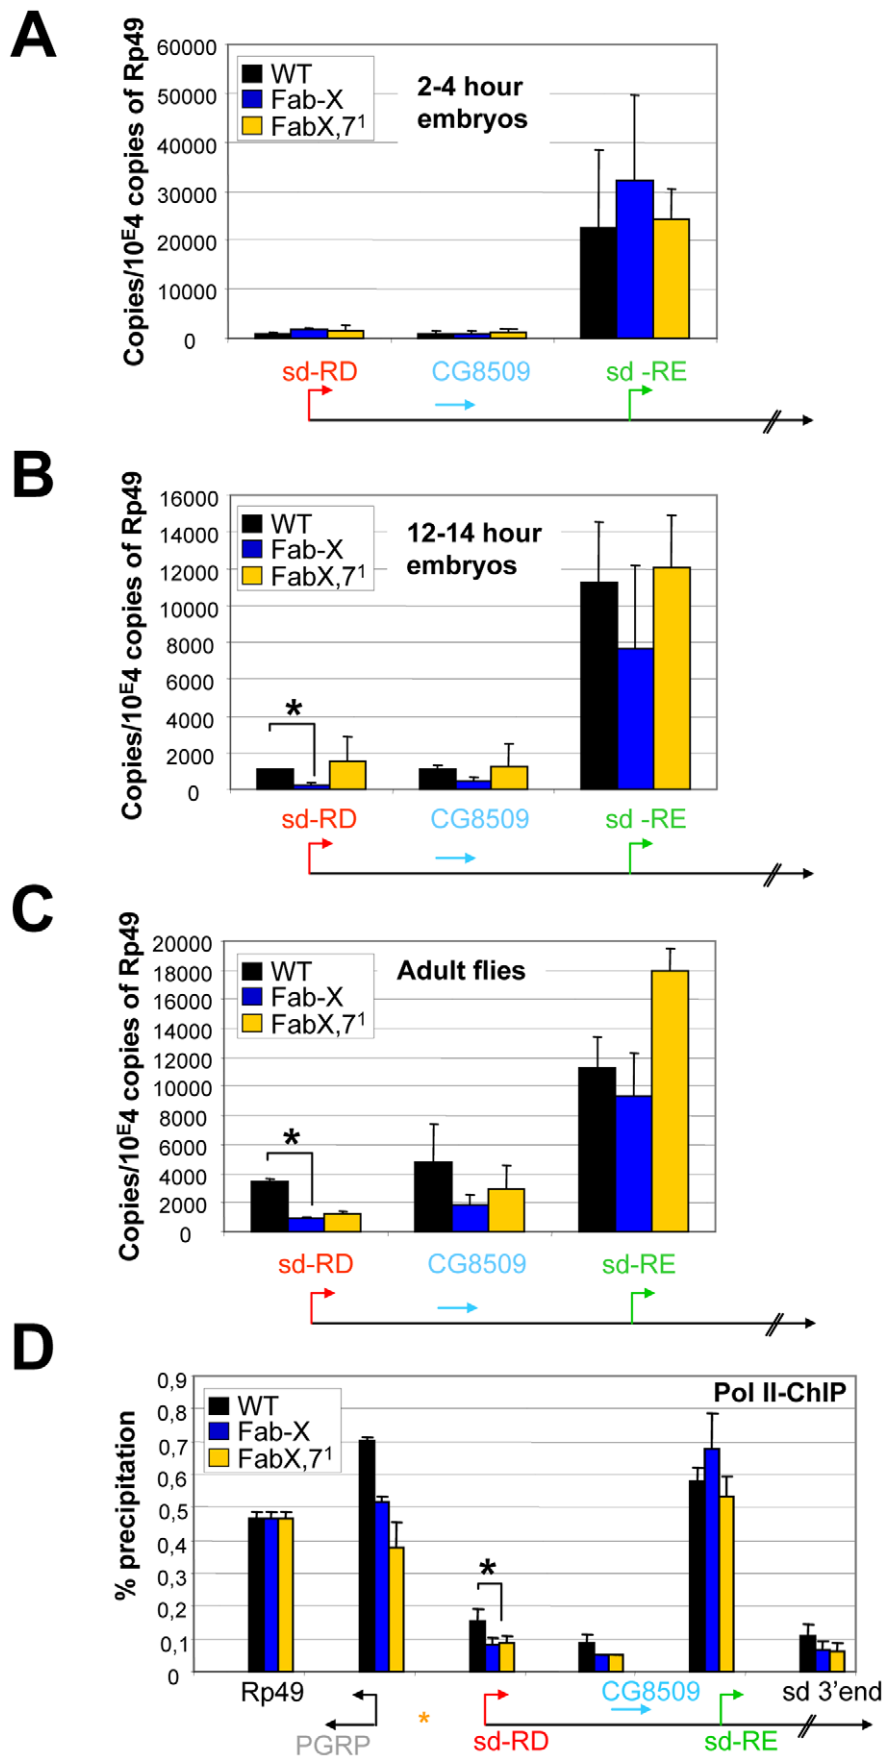 A
Copies/10ᴱ4 copies of Rp49
60000
50000
40000
30000
20000
10000
0
WT
Fab-X
FabX,7¹
2-4 hour
embryos
sd-RD CG8509 sd -RE
B
Copies/10ᴱ4 copies of Rp49
16000
14000
12000
10000
8000
6000
4000
2000
0
WT
Fab-X
FabX,7¹
12-14 hour
embryos
*
sd-RD CG8509 sd -RE
C
Copies/10ᴱ4 copies of Rp49
20000
18000
16000
14000
12000
10000
8000
6000
4000
2000
0
WT
Fab-X
FabX,7¹
Adult flies
*
sd-RD CG8509 sd-RE
D
% precipitation
0,9
0,8
0,7
0,6
0,5
0,4
0,3
0,2
0,1
0
WT
Fab-X
FabX,7¹
Pol II-ChIP
*
Rp49 CG8509 sd 3'end
PGRP * sd-RD sd-RE